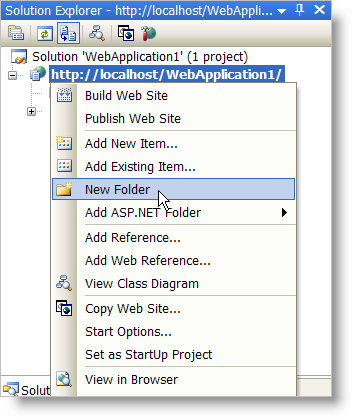 Solution Explorer - http://localhost/WebAppli...
Solution 'WebApplication1' (1 project)
http://localhost/WebApplication1/
Build Web Site
Publish Web Site
Add New Item...
Add Existing Item...
New Folder
Add ASP.NET Folder
Add Reference...
Add Web Reference...
View Class Diagram
Copy Web Site...
Start Options...
Set as StartUp Project
View in Browser
Solut